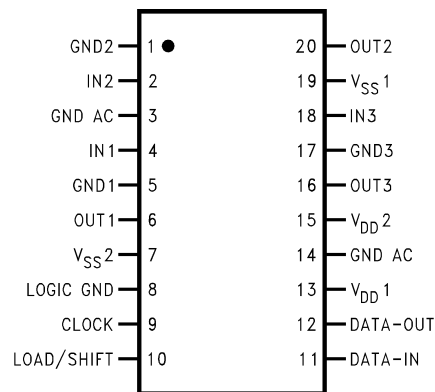 GND2 1 20 OUT2
IN2 2 19 VSS1
GND AC 3 18 IN3
IN1 4 17 GND3
GND1 5 16 OUT3
OUT1 6 15 VDD2
VSS2 7 14 GND AC
LOGIC GND 8 13 VDD1
CLOCK 9 12 DATA-OUT
LOAD/SHIFT 10 11 DATA-IN